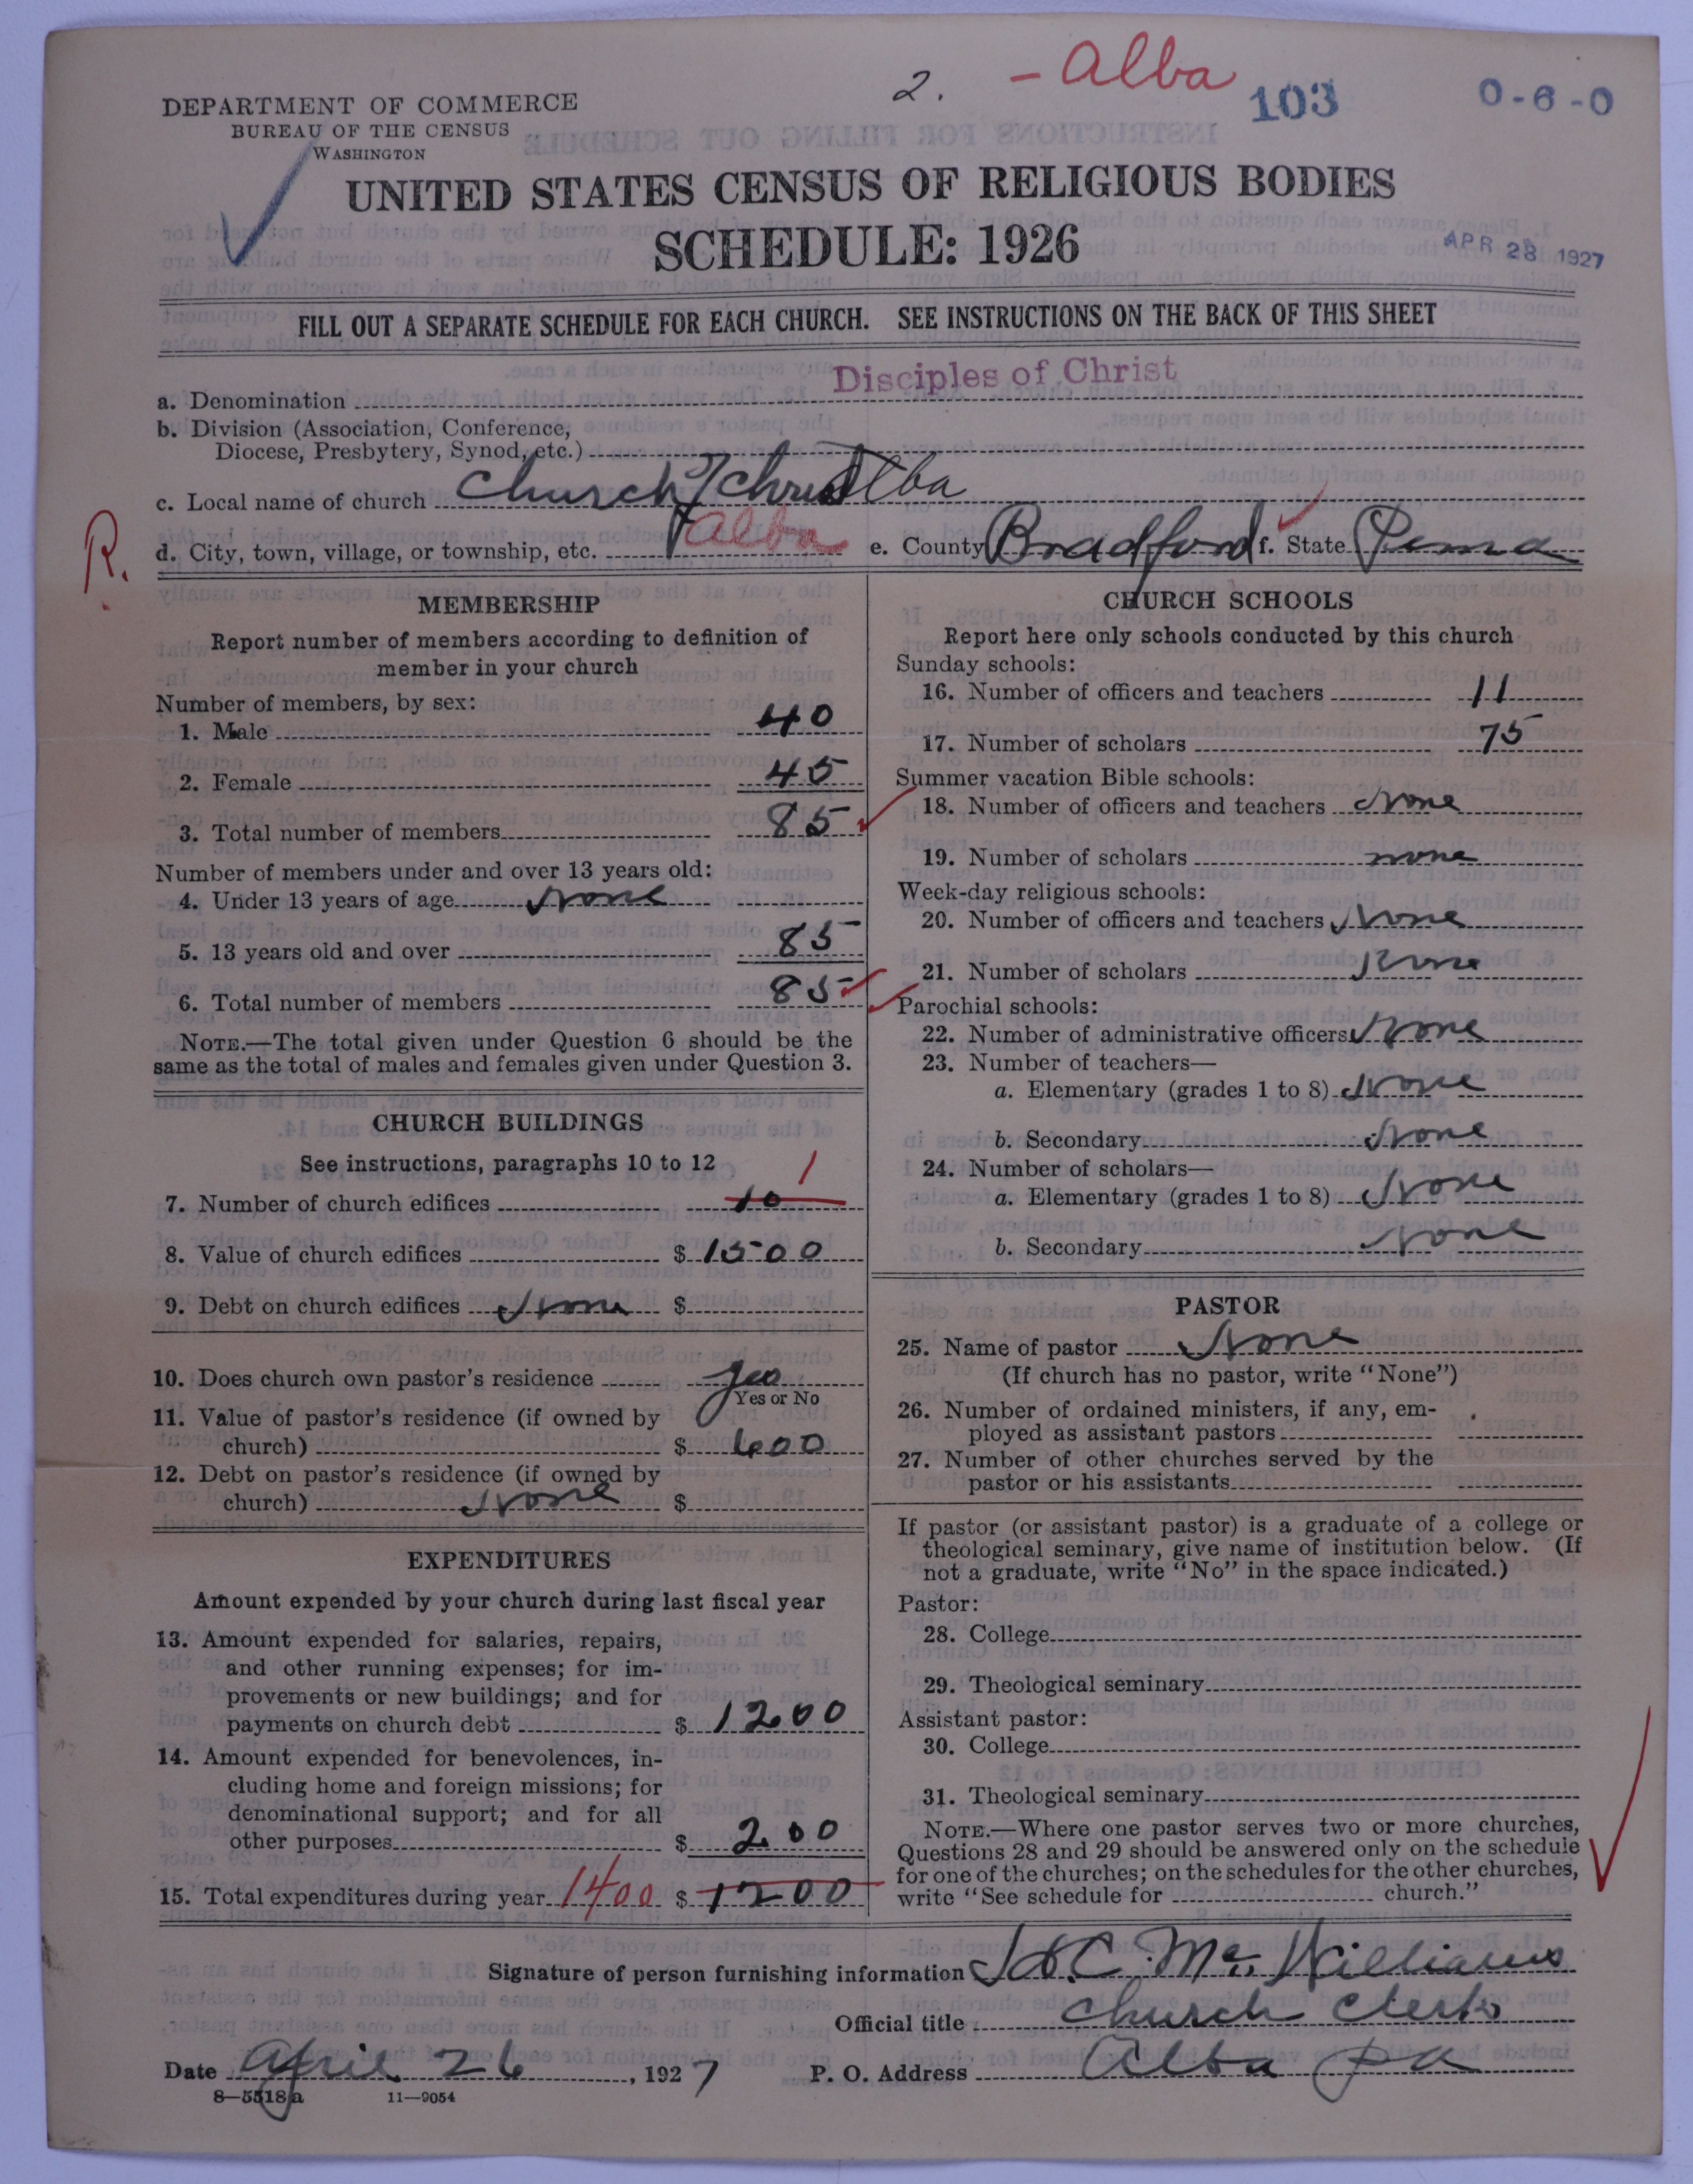 2. - Alba 103 0-6-0
DEPARTMENT OF COMMERCE
BUREAU OF THE CENSUS
WASHINGTON
UNITED STATES CENSUS OF RELIGIOUS BODIES
SCHEDULE: 1926
APR 28 1927
FILL OUT A SEPARATE SCHEDULE FOR EACH CHURCH. SEE INSTRUCTIONS ON THE BACK OF THIS SHEET
a. Denomination Disciples of Christ
b. Division (Association, Conference,
Diocese, Presbytery, Synod, etc.)
c. Local name of church Church of Christ Alba
R. d. City, town, village, or township, etc. Alba e. County Bradford f. State Penna
MEMBERSHIP
Report number of members according to definition of
member in your church
Number of members, by sex:
1. Male 40
2. Female 45
3. Total number of members 85
Number of members under and over 13 years old:
4. Under 13 years of age None
5. 13 years old and over 85
6. Total number of members 85
NOTE.—The total given under Question 6 should be the
same as the total of males and females given under Question 3.
CHURCH BUILDINGS
See instructions, paragraphs 10 to 12 1
7. Number of church edifices 10
8. Value of church edifices $ 1500
9. Debt on church edifices None $
10. Does church own pastor's residence yes
Yes or No
11. Value of pastor's residence (if owned by
church) $ 600
12. Debt on pastor's residence (if owned by
church) None $
EXPENDITURES
Amount expended by your church during last fiscal year
13. Amount expended for salaries, repairs,
and other running expenses; for im-
provements or new buildings; and for
payments on church debt $ 1200
14. Amount expended for benevolences, in-
cluding home and foreign missions; for
denominational support; and for all
other purposes $ 200
15. Total expenditures during year 1400 $ 1200
CHURCH SCHOOLS
Report here only schools conducted by this church
Sunday schools:
16. Number of officers and teachers 11
17. Number of scholars 75
Summer vacation Bible schools:
18. Number of officers and teachers None
19. Number of scholars none
Week-day religious schools:
20. Number of officers and teachers None
21. Number of scholars None
Parochial schools:
22. Number of administrative officers None
23. Number of teachers—
a. Elementary (grades 1 to 8) None
b. Secondary None
24. Number of scholars—
a. Elementary (grades 1 to 8) None
b. Secondary None
PASTOR
25. Name of pastor None
(If church has no pastor, write "None")
26. Number of ordained ministers, if any, em-
ployed as assistant pastors
27. Number of other churches served by the
pastor or his assistants
If pastor (or assistant pastor) is a graduate of a college or
theological seminary, give name of institution below. (If
not a graduate, write "No" in the space indicated.)
Pastor:
28. College
29. Theological seminary
Assistant pastor:
30. College
31. Theological seminary
NOTE.—Where one pastor serves two or more churches,
Questions 28 and 29 should be answered only on the schedule
for one of the churches; on the schedules for the other churches,
write "See schedule for church."
Signature of person furnishing information C. McWilliams
Official title Church Clerk
Date April 26, 1927 P. O. Address Alba Pa
8—5518a 11—9054